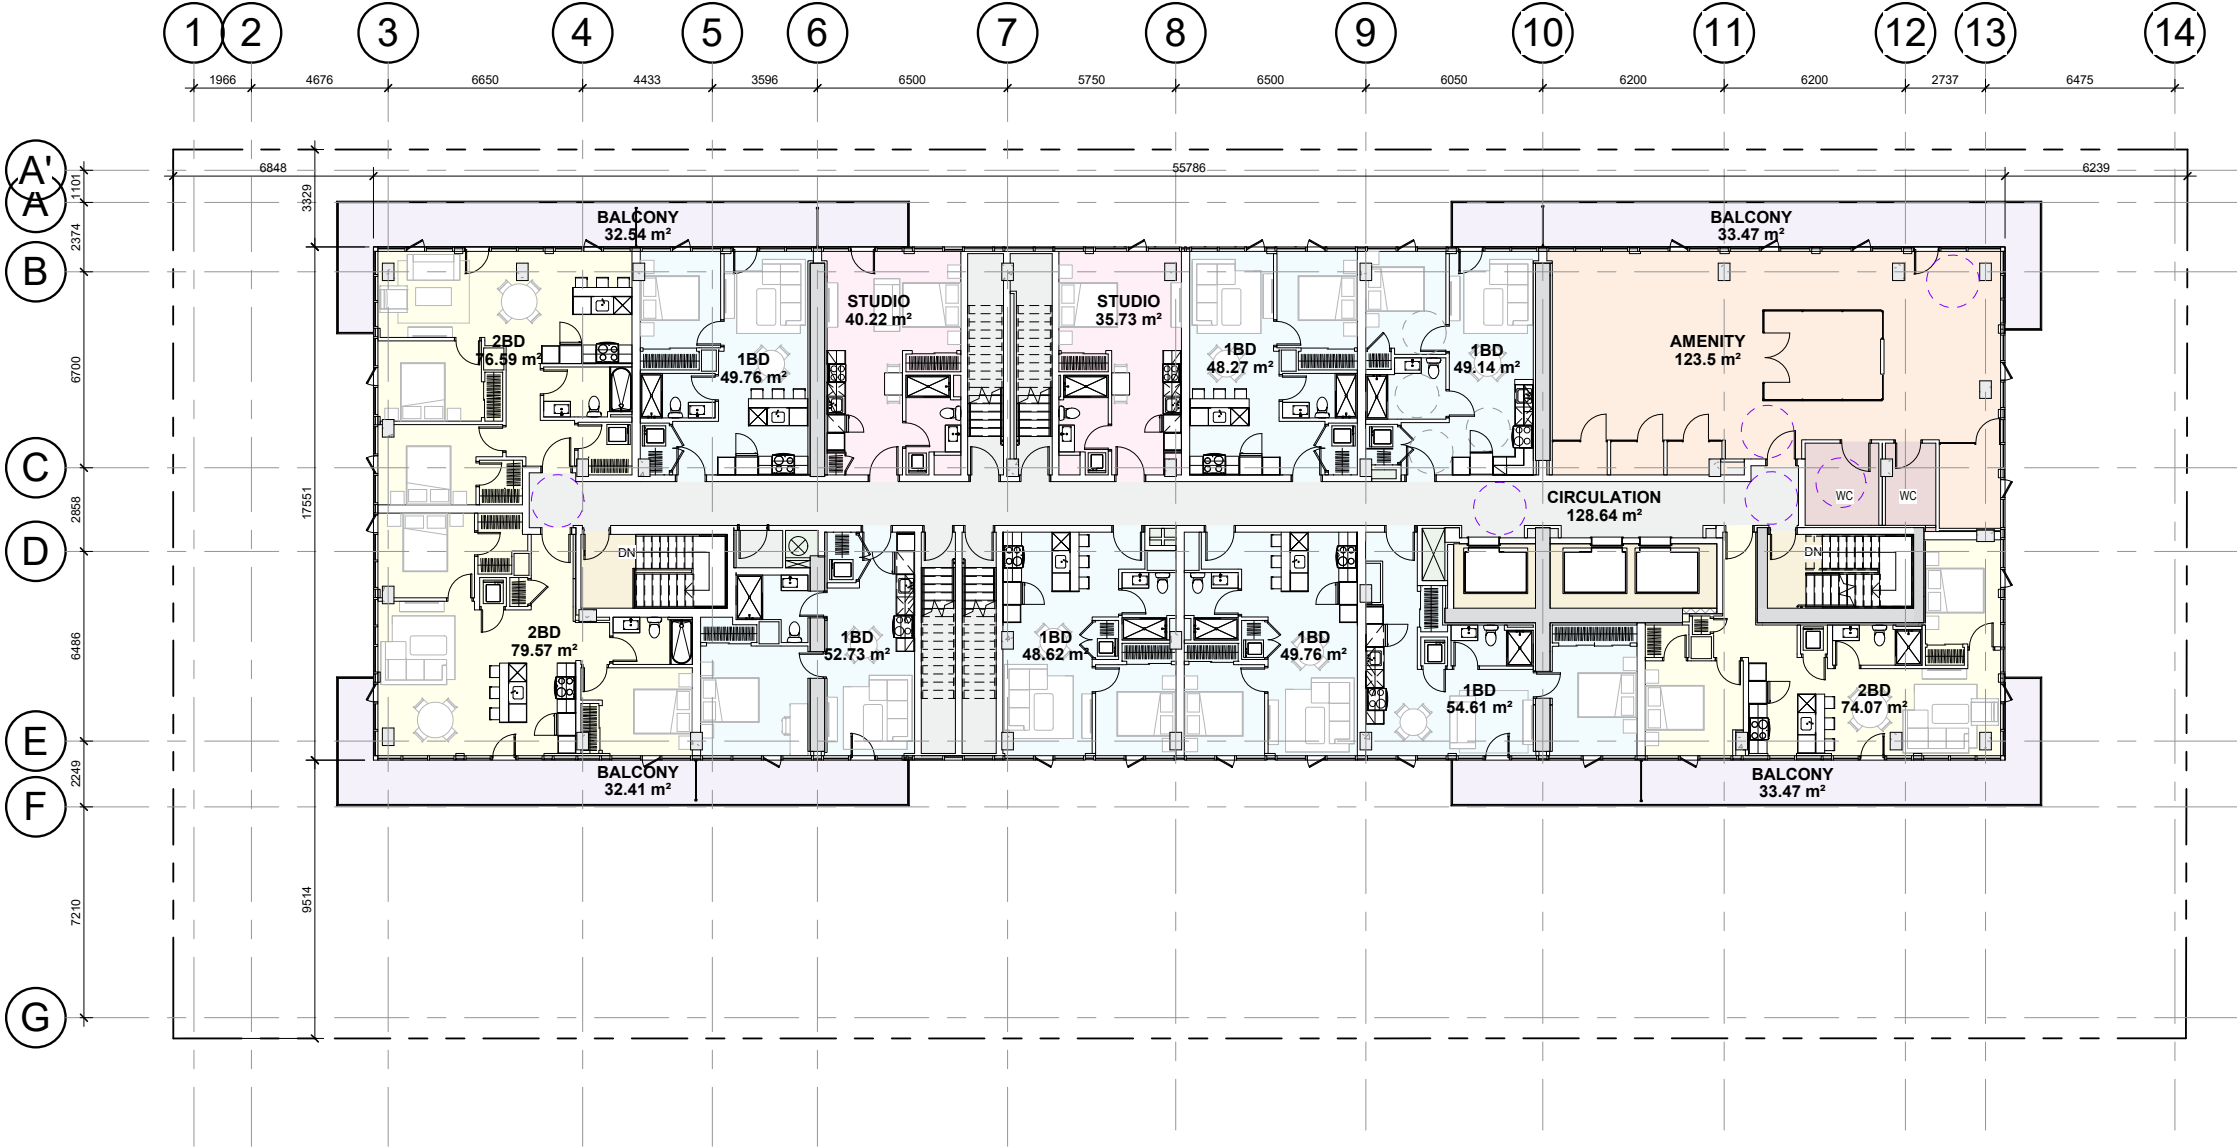 1 2 3 4 5 6 7 8 9 10 11 12 13 14
1966 4676 6650 4433 3596 6500 5750 6500 6050 6200 6200 2737 6475
A'
6848 55786 6239
1101
3329
A
BALCONY
32.54 m²
BALCONY
33.47 m²
2374
B
STUDIO
40.22 m²
STUDIO
35.73 m²
2BD
76.59 m²
1BD
49.76 m²
1BD
48.27 m²
1BD
49.14 m²
AMENITY
123.5 m²
6700
C
WC
WC
CIRCULATION
128.64 m²
2858
17551
D
DN
DN
2BD
79.57 m²
1BD
52.73 m²
1BD
48.62 m²
1BD
49.76 m²
1BD
54.61 m²
2BD
74.07 m²
6486
E
BALCONY
32.41 m²
BALCONY
33.47 m²
2249
F
9514
7210
G